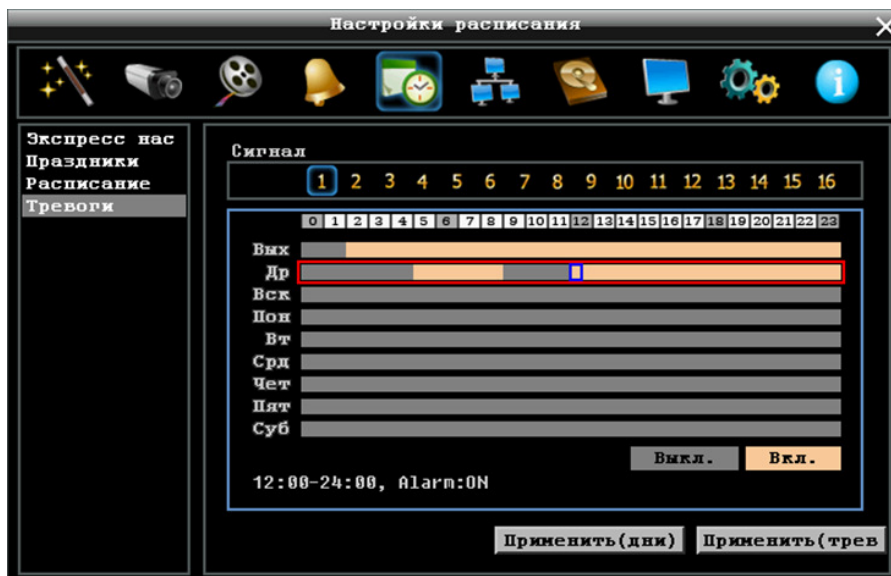 Настройки расписания
Экспресс нас
Праздники
Расписание
Тревоги
Сигнал
1 2 3 4 5 6 7 8 9 10 11 12 13 14 15 16
0 1 2 3 4 5 6 7 8 9 10 11 12 13 14 15 16 17 18 19 20 21 22 23
Вых
Др
Вск
Пон
Вт
Срд
Чет
Пят
Суб
Выкл. Вкл.
12:00-24:00, Alarm:ON
Применить(дни) Применить(трев